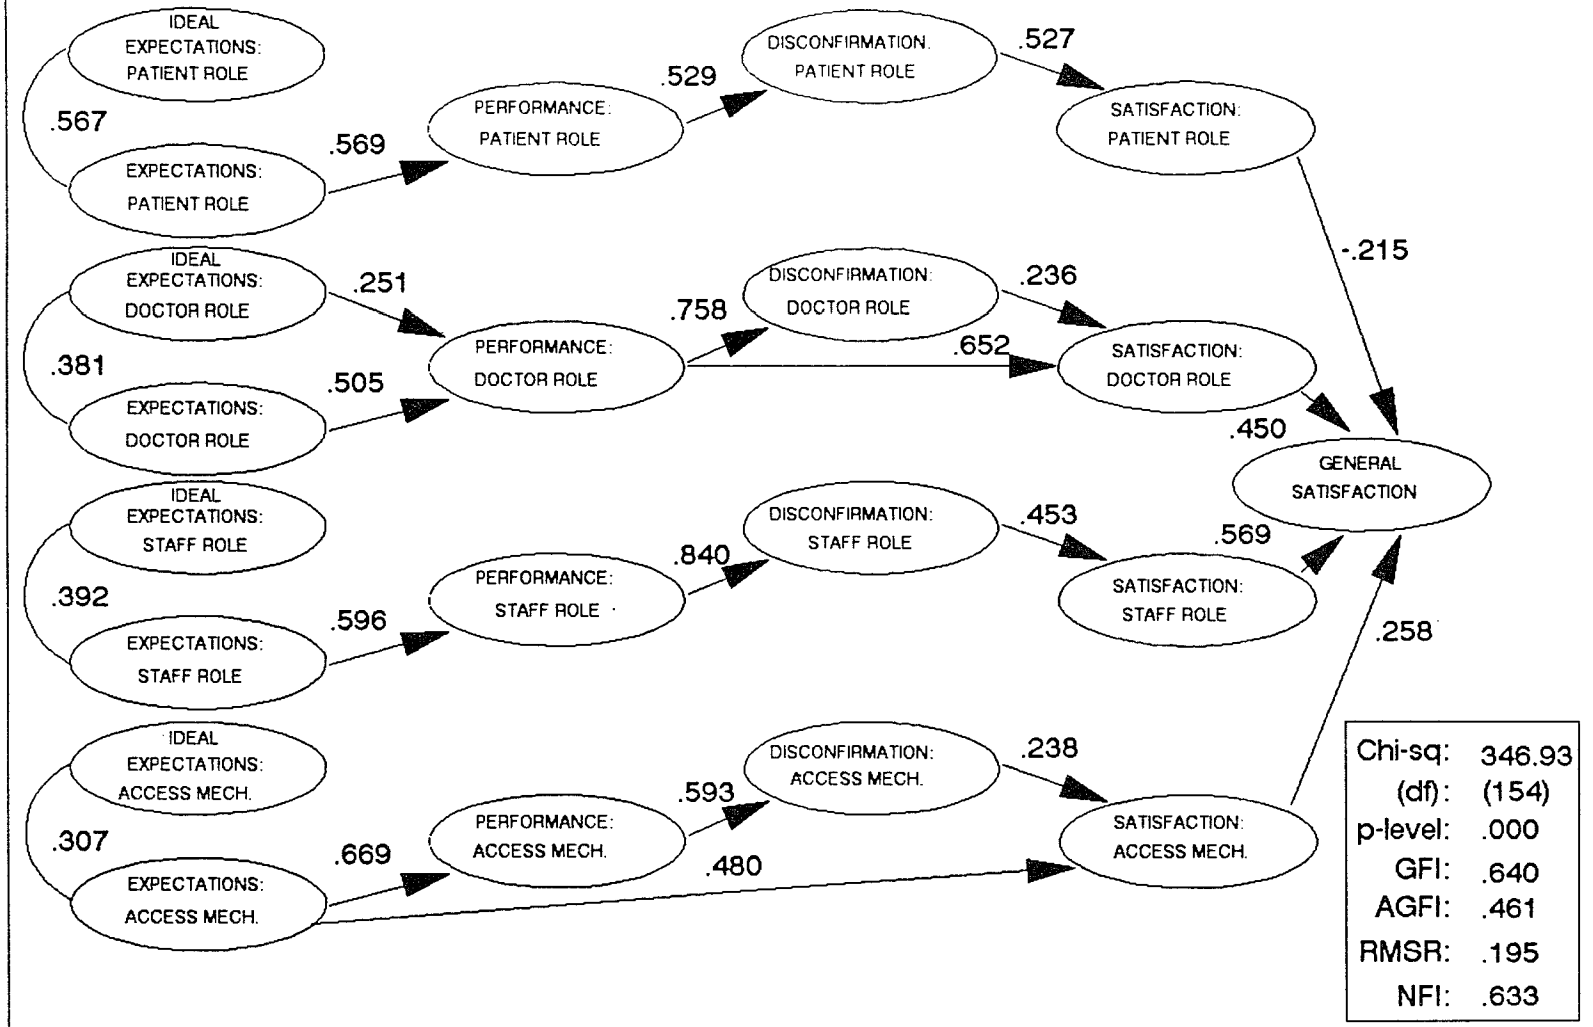 IDEAL
EXPECTATIONS:
PATIENT ROLE
.567
EXPECTATIONS:
PATIENT ROLE
.569
PERFORMANCE:
PATIENT ROLE
.529
DISCONFIRMATION.
PATIENT ROLE
.527
SATISFACTION:
PATIENT ROLE
-.215
IDEAL
EXPECTATIONS:
DOCTOR ROLE
.251
.381
EXPECTATIONS:
DOCTOR ROLE
.505
PERFORMANCE:
DOCTOR ROLE
.758
DISCONFIRMATION:
DOCTOR ROLE
.236
.652
SATISFACTION:
DOCTOR ROLE
.450
GENERAL
SATISFACTION
IDEAL
EXPECTATIONS:
STAFF ROLE
.392
EXPECTATIONS:
STAFF ROLE
.596
PERFORMANCE:
STAFF ROLE
.840
DISCONFIRMATION:
STAFF ROLE
.453
SATISFACTION:
STAFF ROLE
.569
.258
IDEAL
EXPECTATIONS:
ACCESS MECH.
.307
EXPECTATIONS:
ACCESS MECH.
.669
PERFORMANCE:
ACCESS MECH.
.593
DISCONFIRMATION:
ACCESS MECH.
.238
.480
SATISFACTION:
ACCESS MECH.
Chi-sq: 346.93
(df): (154)
p-level: .000
GFI: .640
AGFI: .461
RMSR: .195
NFI: .633